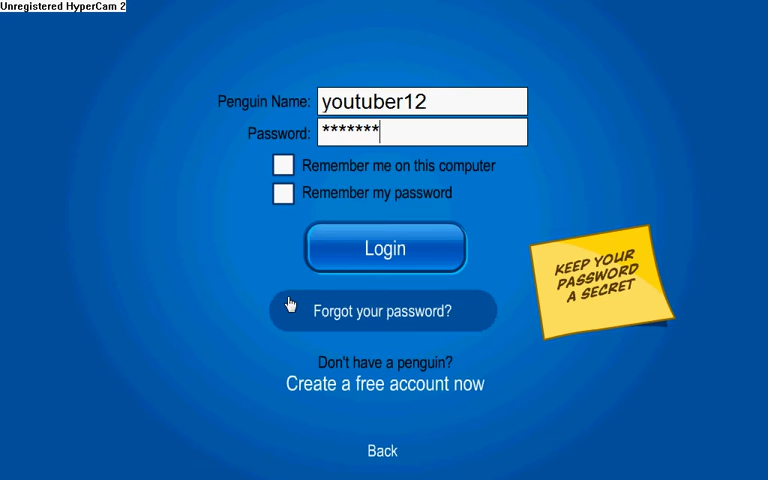 Unregistered HyperCam 2
Penguin Name: youtuber12
Password: *******
Remember me on this computer
Remember my password
Login
KEEP YOUR
PASSWORD
A SECRET
Forgot your password?
Don't have a penguin?
Create a free account now
Back